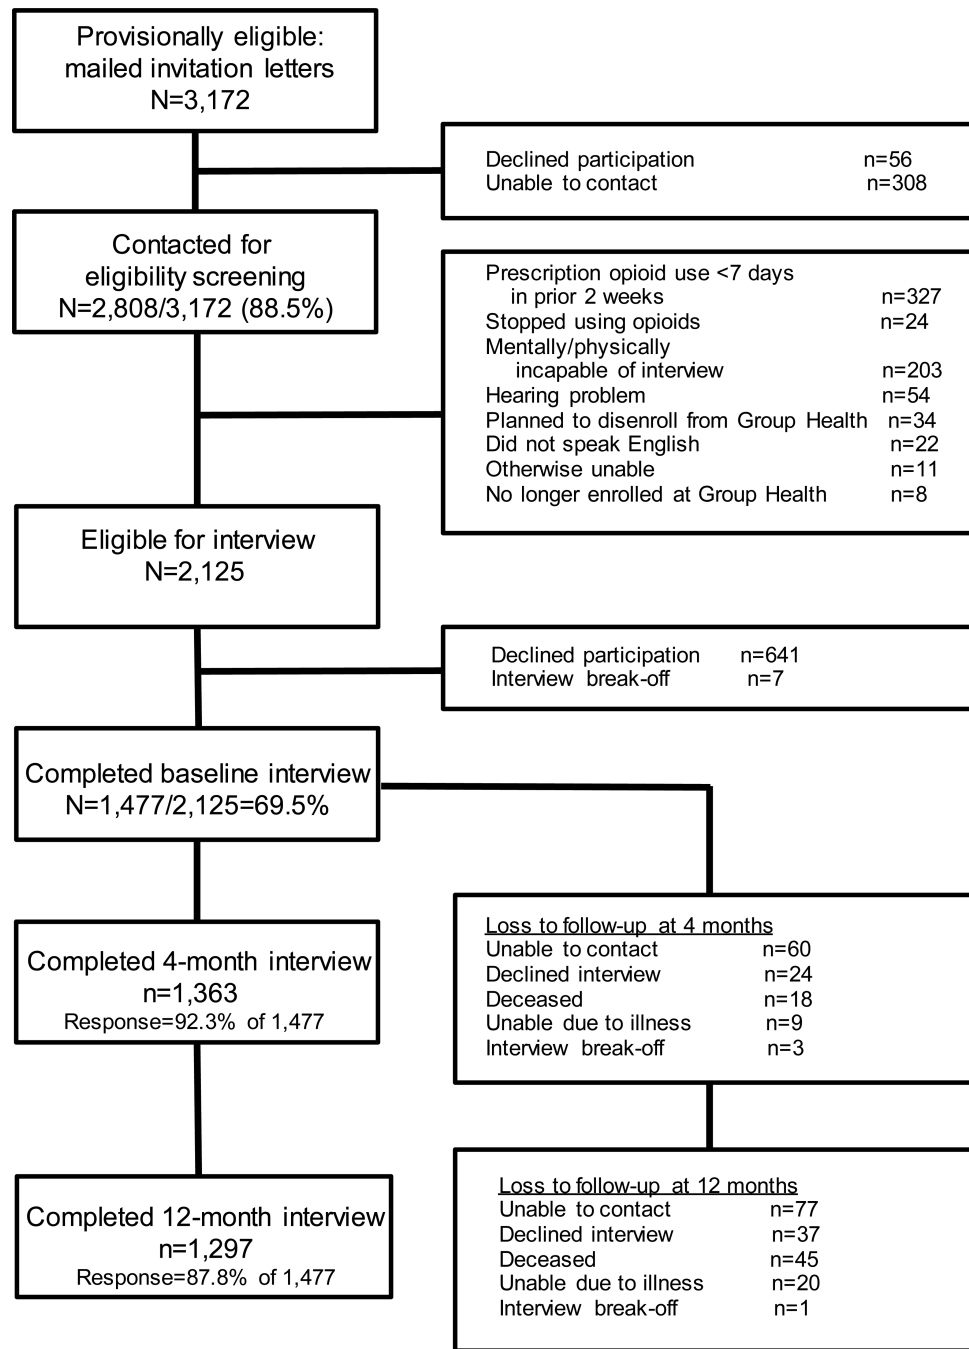 Provisionally eligible:
mailed invitation letters
N=3,172
Declined participation n=56
Unable to contact n=308
Contacted for
eligibility screening
N=2,808/3,172 (88.5%)
Prescription opioid use <7 days
in prior 2 weeks n=327
Stopped using opioids n=24
Mentally/physically
incapable of interview n=203
Hearing problem n=54
Planned to disenroll from Group Health n=34
Did not speak English n=22
Otherwise unable n=11
No longer enrolled at Group Health n=8
Eligible for interview
N=2,125
Declined participation n=641
Interview break-off n=7
Completed baseline interview
N=1,477/2,125=69.5%
Loss to follow-up at 4 months
Unable to contact n=60
Declined interview n=24
Deceased n=18
Unable due to illness n=9
Interview break-off n=3
Completed 4-month interview
n=1,363
Response=92.3% of 1,477
Loss to follow-up at 12 months
Unable to contact n=77
Declined interview n=37
Deceased n=45
Unable due to illness n=20
Interview break-off n=1
Completed 12-month interview
n=1,297
Response=87.8% of 1,477